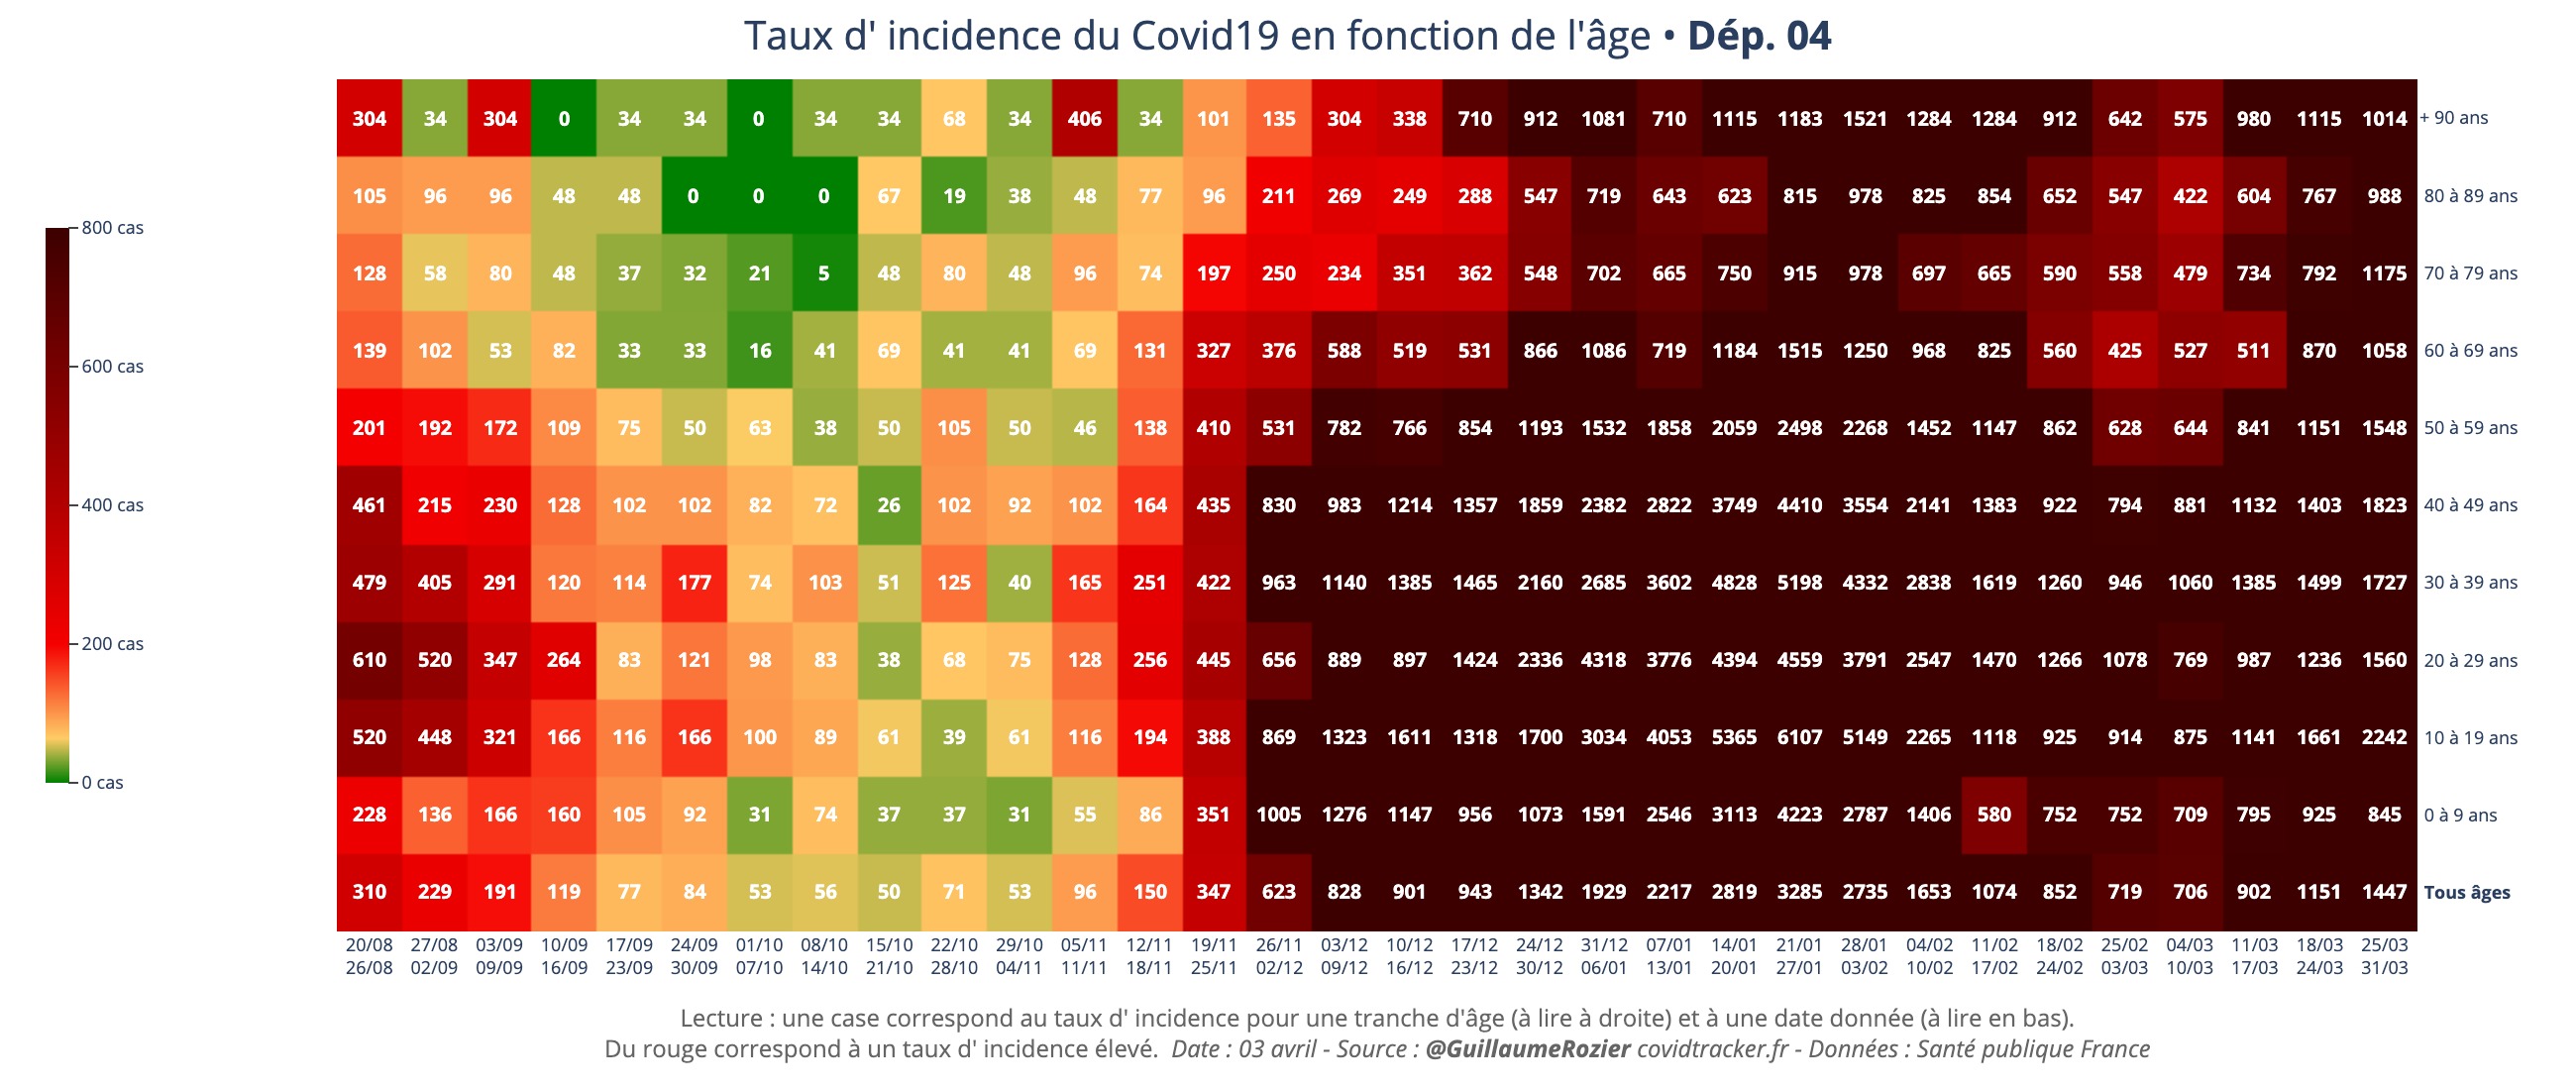 Taux d' incidence du Covid19 en fonction de l'âge • Dép. 04
304 34 304 0 34 34 0 34 34 68 34 406 34 101 135 304 338 710 912 1081 710 1115 1183 1521 1284 1284 912 642 575 980 1115 1014 + 90 ans
105 96 96 48 48 0 0 0 67 19 38 48 77 96 211 269 249 288 547 719 643 623 815 978 825 854 652 547 422 604 767 988 80 à 89 ans
800 cas
128 58 80 48 37 32 21 5 48 80 48 96 74 197 250 234 351 362 548 702 665 750 915 978 697 665 590 558 479 734 792 1175 70 à 79 ans
139 102 53 82 33 33 16 41 69 41 41 69 131 327 376 588 519 531 866 1086 719 1184 1515 1250 968 825 560 425 527 511 870 1058 60 à 69 ans
600 cas
201 192 172 109 75 50 63 38 50 105 50 46 138 410 531 782 766 854 1193 1532 1858 2059 2498 2268 1452 1147 862 628 644 841 1151 1548 50 à 59 ans
400 cas
461 215 230 128 102 102 82 72 26 102 92 102 164 435 830 983 1214 1357 1859 2382 2822 3749 4410 3554 2141 1383 922 794 881 1132 1403 1823 40 à 49 ans
479 405 291 120 114 177 74 103 51 125 40 165 251 422 963 1140 1385 1465 2160 2685 3602 4828 5198 4332 2838 1619 1260 946 1060 1385 1499 1727 30 à 39 ans
200 cas
610 520 347 264 83 121 98 83 38 68 75 128 256 445 656 889 897 1424 2336 4318 3776 4394 4559 3791 2547 1470 1266 1078 769 987 1236 1560 20 à 29 ans
520 448 321 166 116 166 100 89 61 39 61 116 194 388 869 1323 1611 1318 1700 3034 4053 5365 6107 5149 2265 1118 925 914 875 1141 1661 2242 10 à 19 ans
0 cas
228 136 166 160 105 92 31 74 37 37 31 55 86 351 1005 1276 1147 956 1073 1591 2546 3113 4223 2787 1406 580 752 752 709 795 925 845 0 à 9 ans
310 229 191 119 77 84 53 56 50 71 53 96 150 347 623 828 901 943 1342 1929 2217 2819 3285 2735 1653 1074 852 719 706 902 1151 1447 Tous âges
20/08 27/08 03/09 10/09 17/09 24/09 01/10 08/10 15/10 22/10 29/10 05/11 12/11 19/11 26/11 03/12 10/12 17/12 24/12 31/12 07/01 14/01 21/01 28/01 04/02 11/02 18/02 25/02 04/03 11/03 18/03 25/03
26/08 02/09 09/09 16/09 23/09 30/09 07/10 14/10 21/10 28/10 04/11 11/11 18/11 25/11 02/12 09/12 16/12 23/12 30/12 06/01 13/01 20/01 27/01 03/02 10/02 17/02 24/02 03/03 10/03 17/03 24/03 31/03
Lecture : une case correspond au taux d' incidence pour une tranche d'âge (à lire à droite) et à une date donnée (à lire en bas).
Du rouge correspond à un taux d' incidence élevé. Date : 03 avril - Source : @GuillaumeRozier covidtracker.fr - Données : Santé publique France